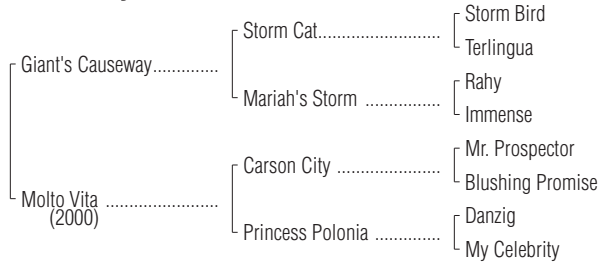 Storm Bird
Storm Cat.........................
Terlingua
Giant's Causeway..............
Rahy
Mariah's Storm ................
Immense
Mr. Prospector
Carson City ......................
Blushing Promise
Molto Vita ........................
(2000)
Danzig
Princess Polonia ..............
My Celebrity